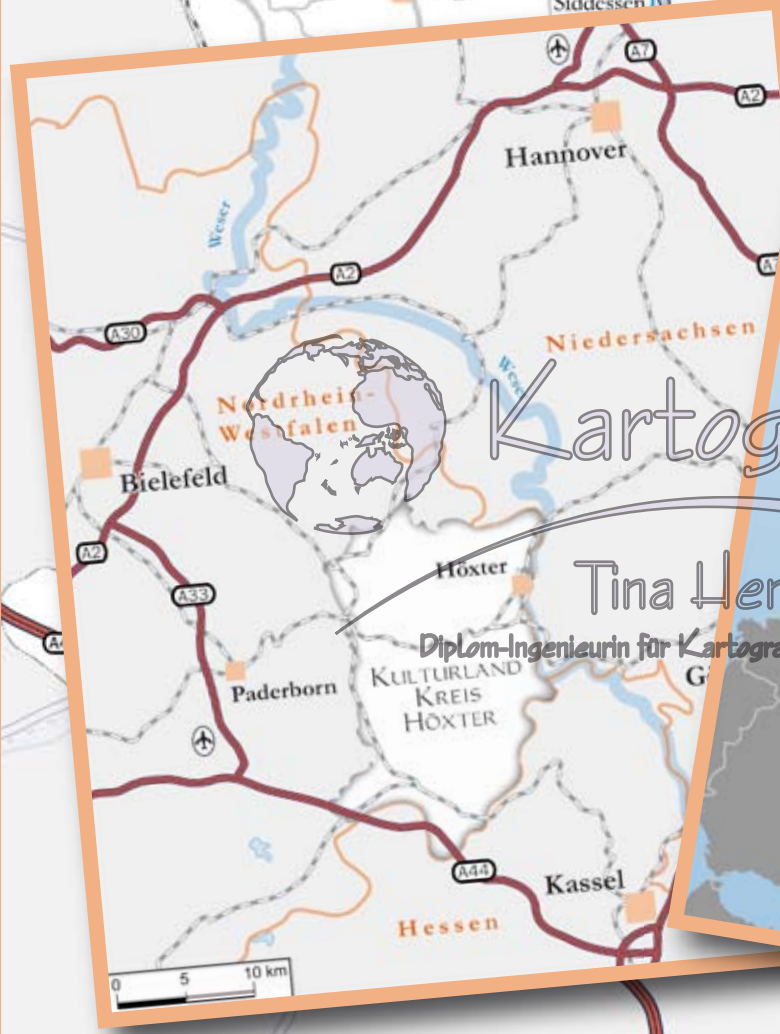 Siddessen
A7
A2
Hannover
Weser
A2
A30
Niedersachsen
Weser
Nordrhein-
Westfalen
Kartog
Bielefeld
A2
Höxter
Tina Her
A33
Diplom-Ingenieurin für Kartogra
Paderborn
KULTURLAND
KREIS
HÖXTER
A44
Kassel
Hessen
0 5 10 km